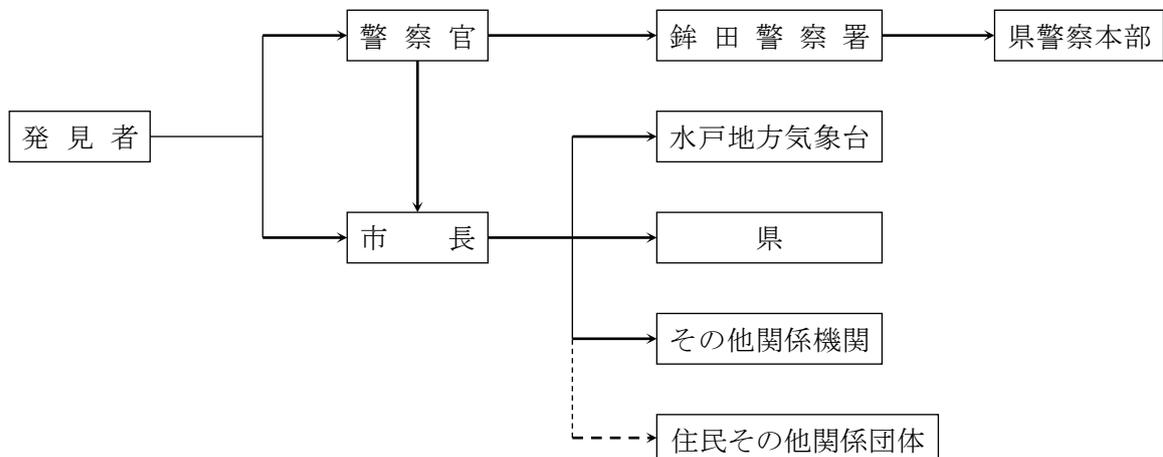 警察官
鉾田警察署
県警察本部
発見者
水戸地方気象台
市長
県
その他関係機関
住民その他関係団体